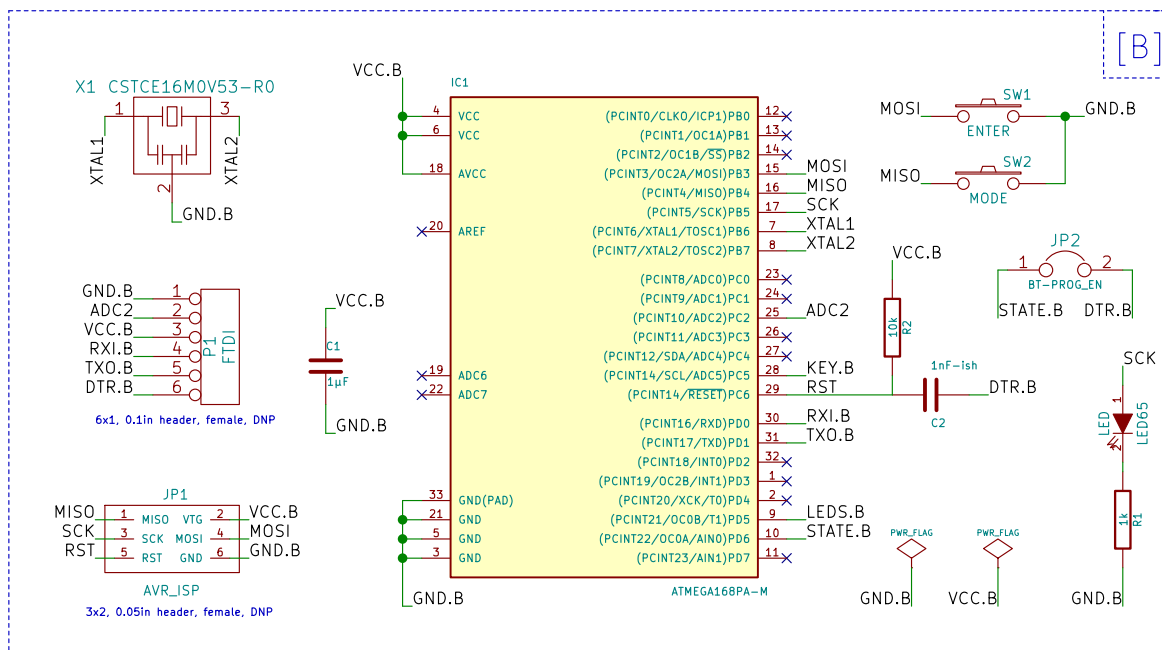 [B]
X1 CSTCE16M0V53-R0
1
3
2
XTAL1
XTAL2
GND.B
GND.B 1
ADC2 2
VCC.B 3
RXI.B 4
TXO.B 5
DTR.B 6
P1
FTDI
6x1, 0.1in header, female, DNP
VCC.B
C1
1µF
GND.B
JP1
MISO 1 MISO VTG 2 VCC.B
SCK 3 SCK MOSI 4 MOSI
RST 5 RST GND 6 GND.B
AVR_ISP
3x2, 0.05in header, female, DNP
VCC.B
IC1
4 VCC
6 VCC
18 AVCC
20 AREF
19 ADC6
22 ADC7
33 GND(PAD)
21 GND
5 GND
3 GND
GND.B
(PCINT0/CLKO/ICP1)PB0 12
(PCINT1/OC1A)PB1 13
(PCINT2/OC1B/SS)PB2 14
(PCINT3/OC2A/MOSI)PB3 15 MOSI
(PCINT4/MISO)PB4 16 MISO
(PCINT5/SCK)PB5 17 SCK
(PCINT6/XTAL1/TOSC1)PB6 7 XTAL1
(PCINT7/XTAL2/TOSC2)PB7 8 XTAL2
(PCINT8/ADC0)PC0 23
(PCINT9/ADC1)PC1 24
(PCINT10/ADC2)PC2 25 ADC2
(PCINT11/ADC3)PC3 26
(PCINT12/SDA/ADC4)PC4 27
(PCINT14/SCL/ADC5)PC5 28 KEY.B
(PCINT14/RESET)PC6 29 RST
(PCINT16/RXD)PD0 30 RXI.B
(PCINT17/TXD)PD1 31 TXO.B
(PCINT18/INT0)PD2 32
(PCINT19/OC2B/INT1)PD3 1
(PCINT20/XCK/T0)PD4 2
(PCINT21/OC0B/T1)PD5 9 LEDS.B
(PCINT22/OC0A/AIN0)PD6 10 STATE.B
(PCINT23/AIN1)PD7 11
ATMEGA168PA-M
MOSI
SW1
ENTER
GND.B
MISO
SW2
MODE
VCC.B
10k
R2
1nF-ish
C2
DTR.B
JP2
1
2
BT-PROG_EN
STATE.B
DTR.B
SCK
1
2
LED
LED65
1k
R1
GND.B
PWR_FLAG
GND.B
PWR_FLAG
VCC.B